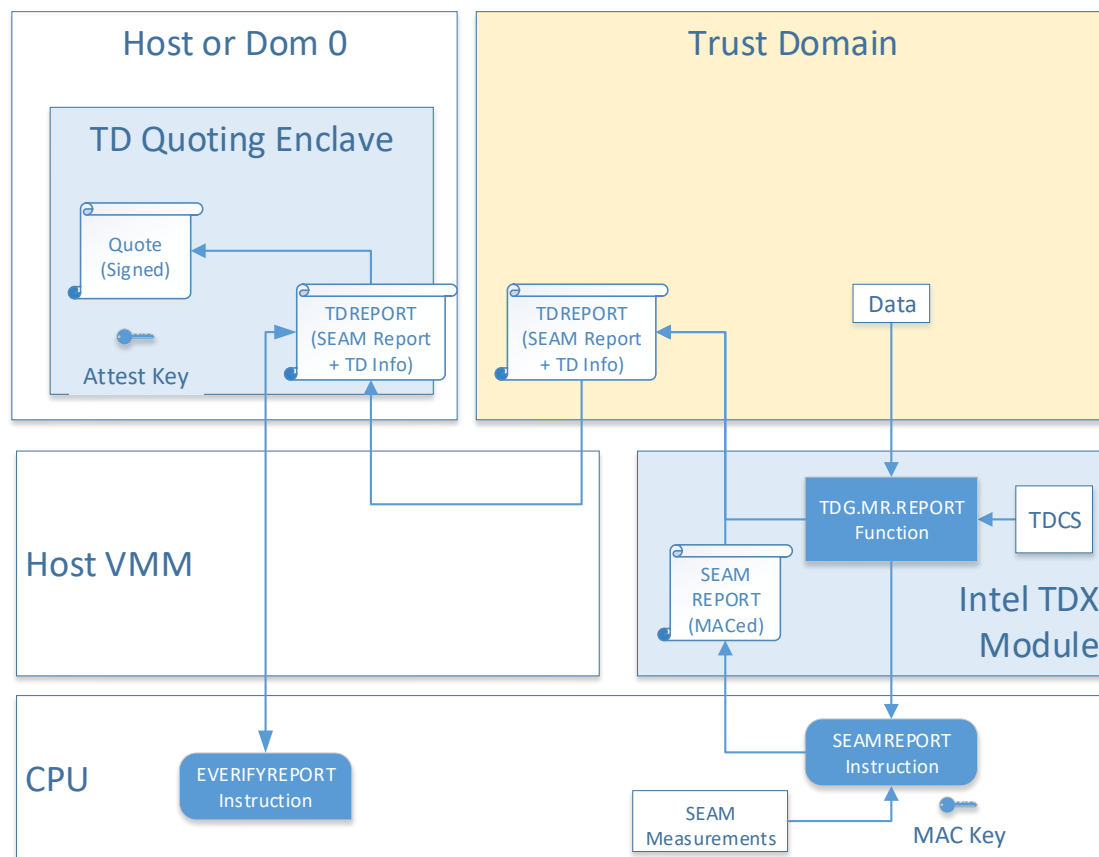 Host or Dom 0
TD Quoting Enclave
Quote
(Signed)
Attest Key
TDREPORT
(SEAM Report
+ TD Info)
Trust Domain
TDREPORT
(SEAM Report
+ TD Info)
Data
Host VMM
TDG.MR.REPORT
Function
TDCS
SEAM
REPORT
(MACed)
Intel TDX
Module
CPU
EVERIFYREPORT
Instruction
SEAMREPORT
Instruction
SEAM
Measurements
MAC Key